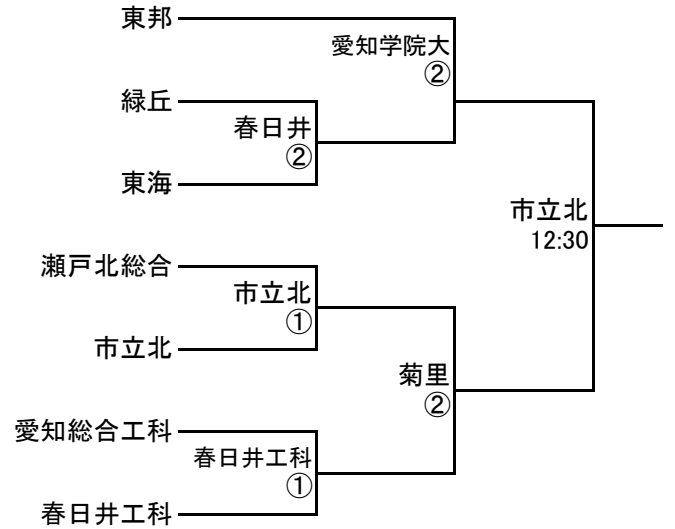 東邦
愛知学院大
②
緑丘
春日井
②
東海
市立北
12:30
瀬戸北総合
市立北
①
市立北
菊里
②
愛知総合工科
春日井工科
①
春日井工科